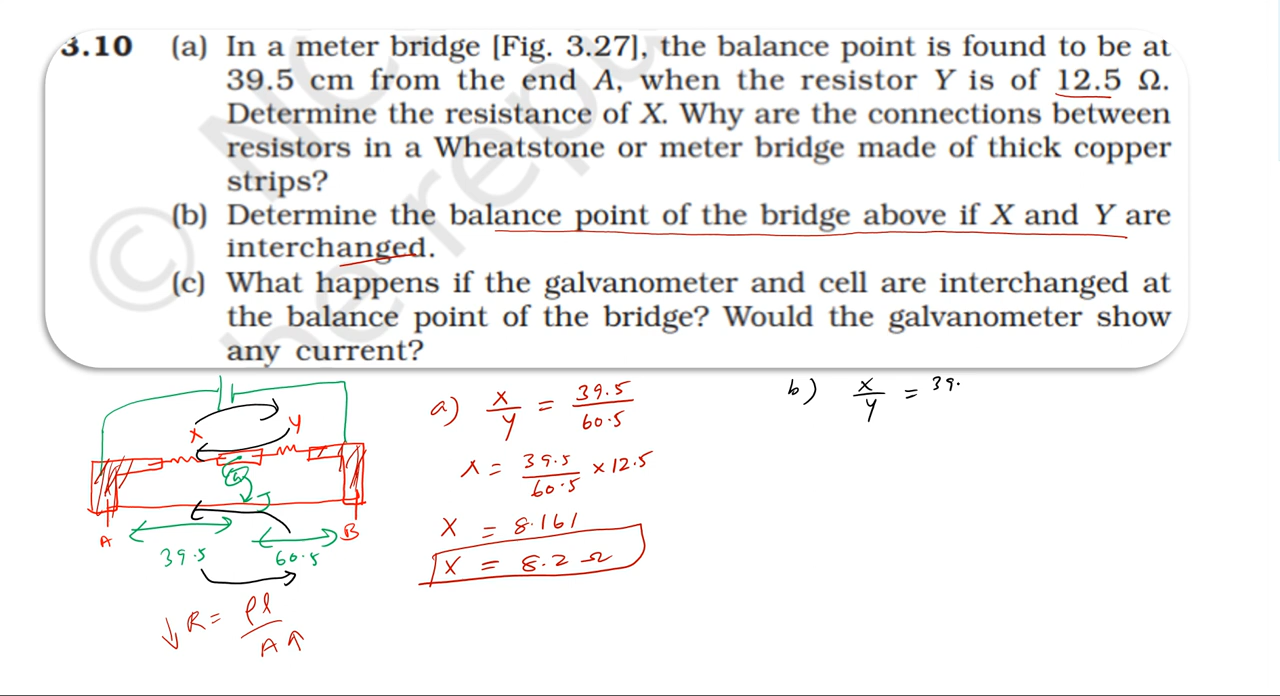 3.10 (a) In a meter bridge [Fig. 3.27], the balance point is found to be at
39.5 cm from the end A, when the resistor Y is of 12.5 Ω.
Determine the resistance of X. Why are the connections between
resistors in a Wheatstone or meter bridge made of thick copper
strips?
(b) Determine the balance point of the bridge above if X and Y are
interchanged.
(c) What happens if the galvanometer and cell are interchanged at
the balance point of the bridge? Would the galvanometer show
any current?
X Y
G
J
A B
39.5 60.5
↓ R = ρl / A↑
a) X/Y = 39.5/60.5
X = 39.5/60.5 × 12.5
X = 8.161
X = 8.2 Ω
b) X/Y = 39.
©